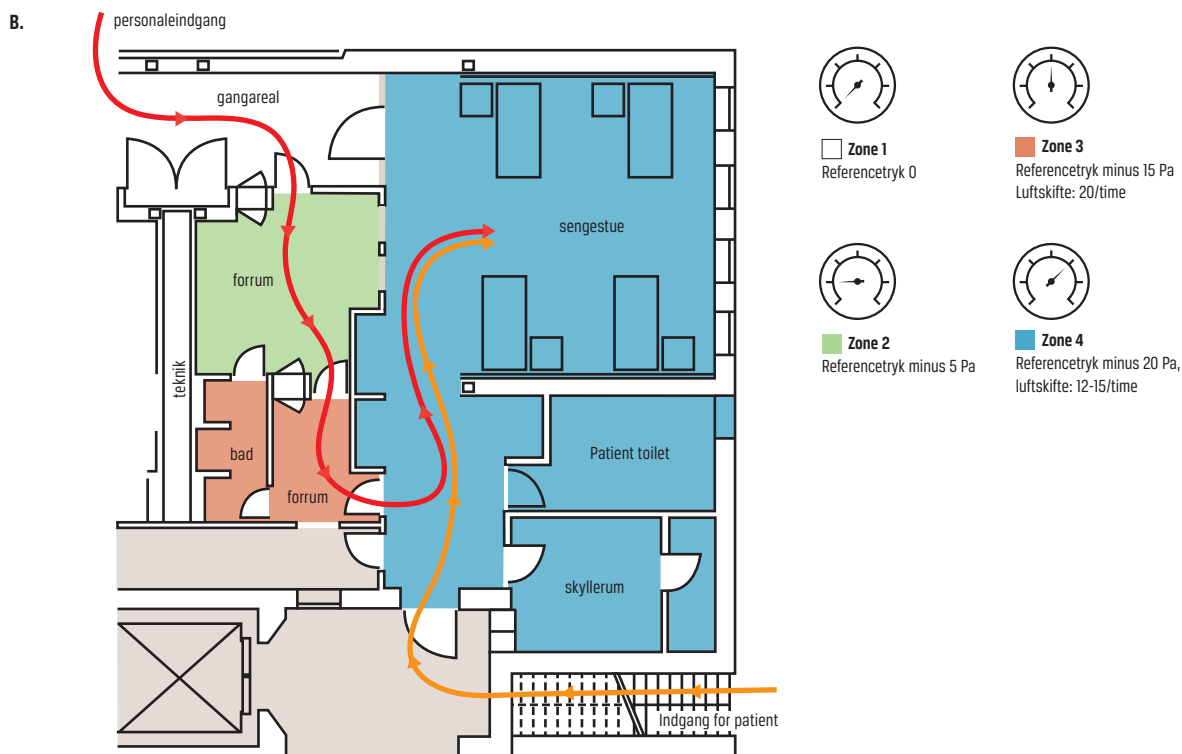 B.
personaleindgang
gangareal
sengestue
forrum
teknik
bad
forrum
Patient toilet
skyllerum
Indgang for patient
Zone 1
Referencetryk 0
Zone 3
Referencetryk minus 15 Pa
Luftskifte: 20/time
Zone 2
Referencetryk minus 5 Pa
Zone 4
Referencetryk minus 20 Pa,
luftskifte: 12-15/time